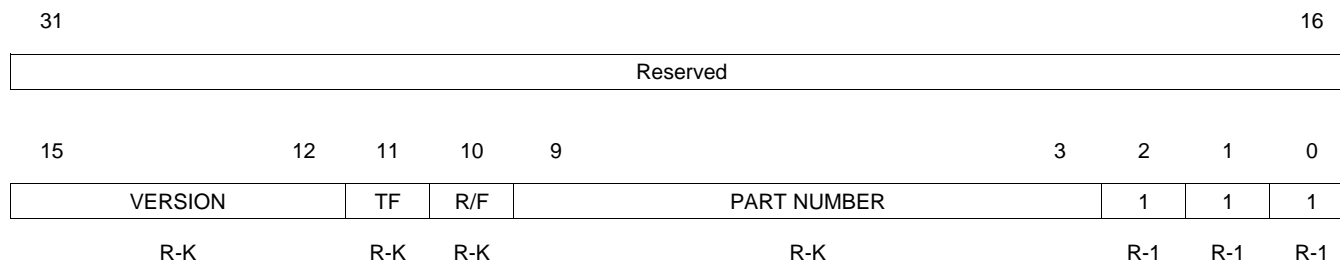 31 16
Reserved
15 12 11 10 9 3 2 1 0
VERSION TF R/F PART NUMBER 1 1 1
R-K R-K R-K R-K R-1 R-1 R-1